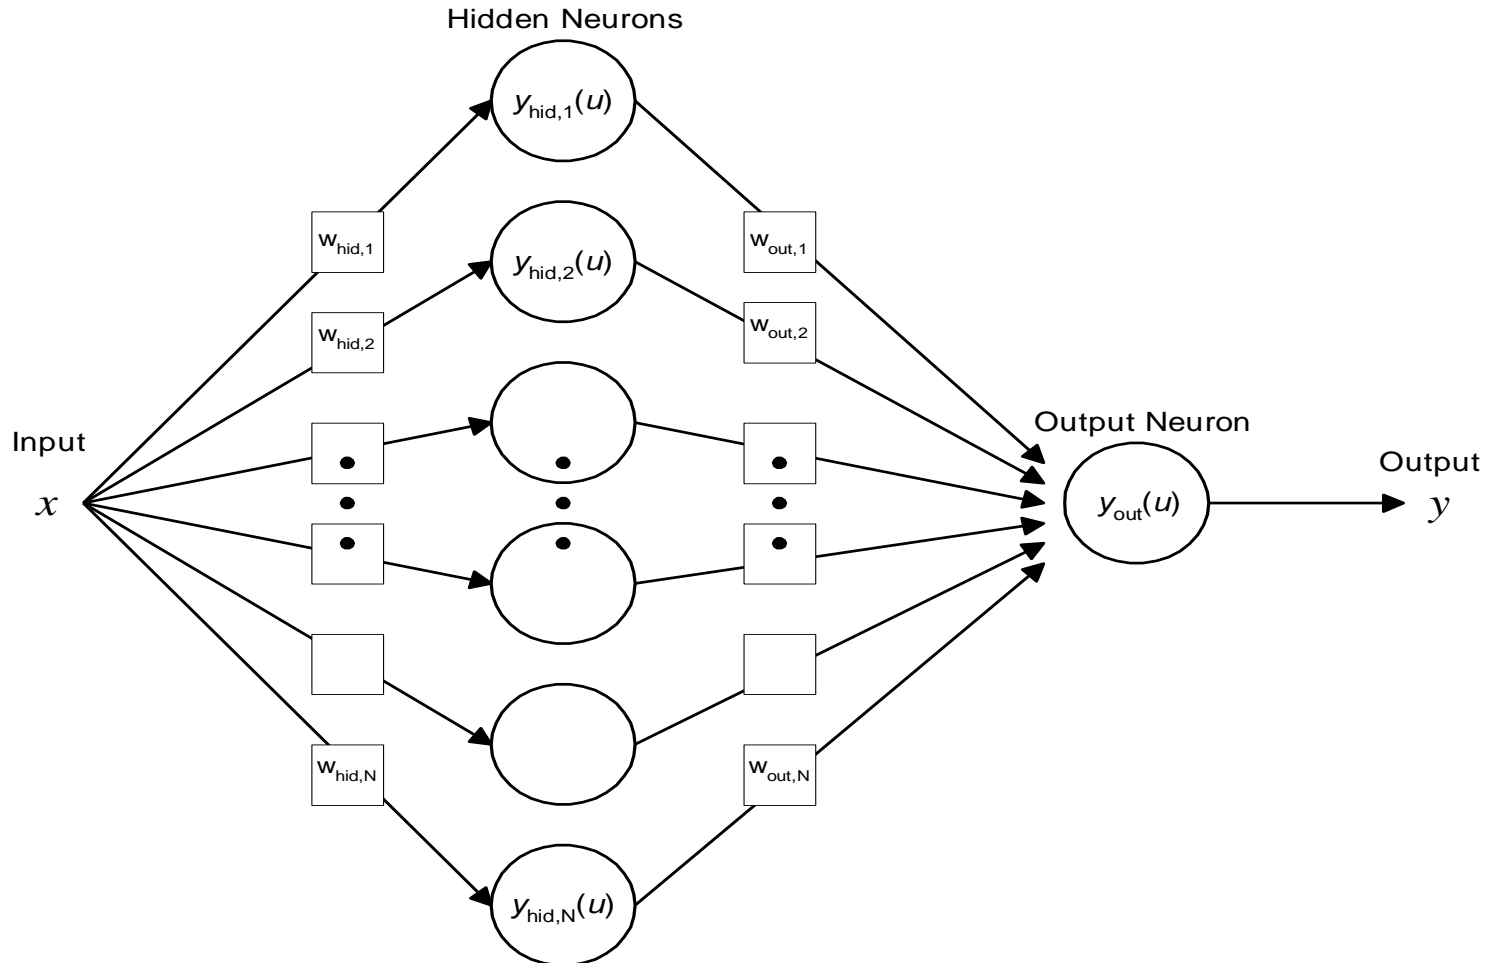 Hidden Neurons
y_hid,1(u)
w_hid,1
w_out,1
y_hid,2(u)
w_hid,2
w_out,2
Input
Output Neuron
Output
x
y_out(u)
y
w_hid,N
w_out,N
y_hid,N(u)